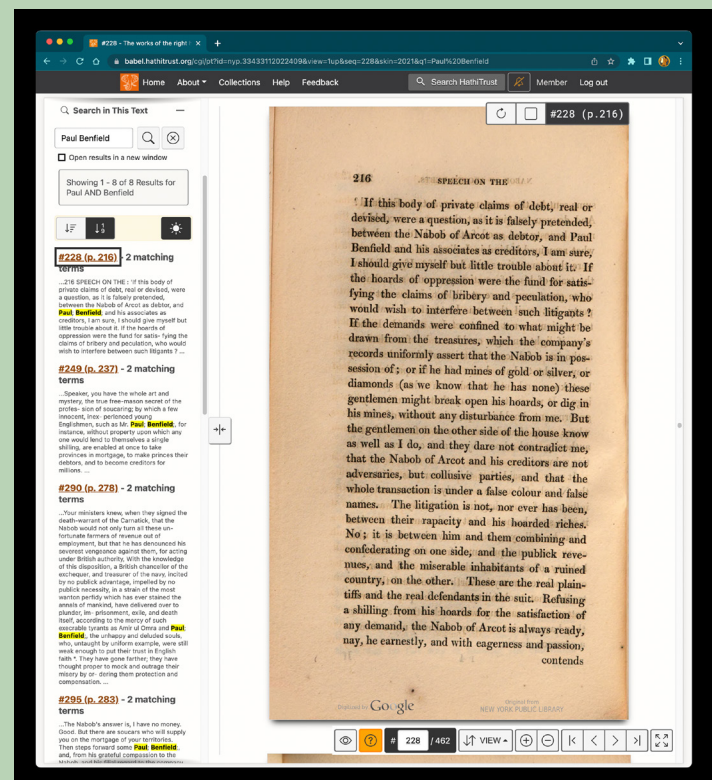 #228 - The works of the right
babel.hathitrust.org/cgi/pt?id=nyp.33433112022409&view=1up&seq=228&skin=2021&q1=Paul%20Benfield
Home About Collections Help Feedback
Search HathiTrust
Member Log out
Search in This Text
Paul Benfield
Open results in a new window
Showing 1 - 8 of 8 Results for
Paul AND Benfield
#228 (p. 216) - 2 matching
terms
...216 SPEECH ON THE : 'If this body of
private claims of debt, real or devised, were
a question, as it is falsely pretended,
between the Nabob of Arcot as debtor, and
Paul; Benfield; and his associates as
creditors, I am sure, I should give myself but
little trouble about it. If the hoards of
oppression were the fund for satis- fying the
claims of bribery and peculation, who would
wish to interfere between such litigants ? ...
#249 (p. 237) - 2 matching
terms
...Speaker, you have the whole art and
mystery, the true free-mason secret of the
profes- sion of soucaring; by which a few
innocent, inex- perienced young
Englishmen, such as Mr. Paul; Benfield;, for
instance, without property upon which any
one would lend to themselves a single
shilling, are enabled at once to take
provinces in mortgage, to make princes their
debtors, and to become creditors for
millions. ...
#290 (p. 278) - 2 matching
terms
...Your ministers knew, when they signed the
death-warrant of the Carnatick, that the
Nabob would not only turn all these un-
fortunate farmers of revenue out of
employment, but that he has denounced his
severest vengeance against them, for acting
under British authority. With the knowledge
of this disposition, a British chancellor of the
exchequer, and treasurer of the navy, incited
by no publick advantage, impelled by no
publick necessity, in a strain of the most
wanton perfidy which has ever stained the
annals of mankind, have delivered over to
plunder, im- prisonment, exile, and death
itself, according to the mercy of such
execrable tyrants as Amir ul Omra and Paul;
Benfield;, the unhappy and deluded souls,
who, untaught by uniform example, were still
weak enough to put their trust in English
faith *. They have gone farther; they have
thought proper to mock and outrage their
misery by or- dering them protection and
compensation. ...
#295 (p. 283) - 2 matching
terms
...The Nabob's answer is, I have no money.
Good. But there are soucars who will supply
you on the mortgage of your territories.
Then steps forward some Paul; Benfield;,
and, from his grateful compassion to the
#228 (p.216)
216 SPEECH ON THE
' If this body of private claims of debt, real or
devised, were a question, as it is falsely pretended,
between the Nabob of Arcot as debtor, and Paul
Benfield and his associates as creditors, I am sure,
I should give myself but little trouble about it. If
the hoards of oppression were the fund for satis-
fying the claims of bribery and peculation, who
would wish to interfere between such litigants ?
If the demands were confined to what might be
drawn from the treasures, which the company's
records uniformly assert that the Nabob is in pos-
session of; or if he had mines of gold or silver, or
diamonds (as we know that he has none) these
gentlemen might break open his hoards, or dig in
his mines, without any disturbance from me. But
the gentlemen on the other side of the house know
as well as I do, and they dare not contradict me,
that the Nabob of Arcot and his creditors are not
adversaries, but collusive parties, and that the
whole transaction is under a false colour and false
names. The litigation is not, nor ever has been,
between their rapacity and his hoarded riches.
No; it is between him and them combining and
confederating on one side, and the publick reve-
nues, and the miserable inhabitants of a ruined
country, on the other. These are the real plain-
tiffs and the real defendants in the suit. Refusing
a shilling from his hoards for the satisfaction of
any demand, the Nabob of Arcot is always ready,
nay, he earnestly, and with eagerness and passion,
contends
Digitized by Google
Original from
NEW YORK PUBLIC LIBRARY
# 228 / 462 VIEW